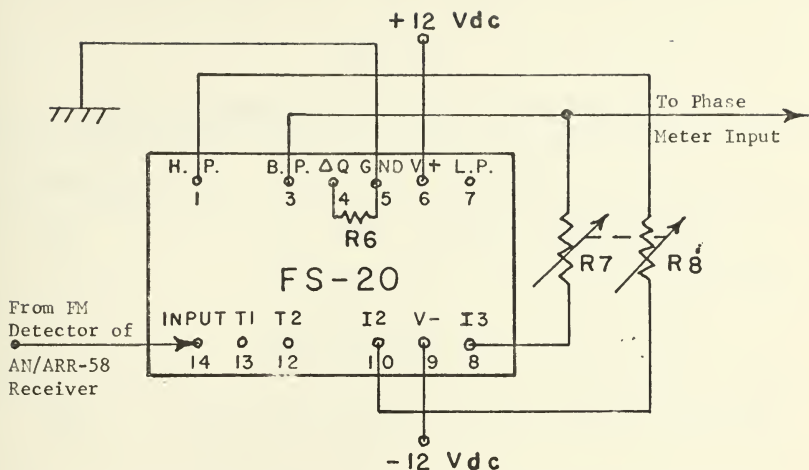 +12 Vdc
To Phase
Meter Input
H. P. B. P. ΔQ GND V+ L.P.
1 3 4 5 6 7
R6
R7 R8
FS-20
From FM
Detector of
AN/ARR-58
Receiver
INPUT T1 T2 I2 V- I3
14 13 12 10 9 8
-12 Vdc